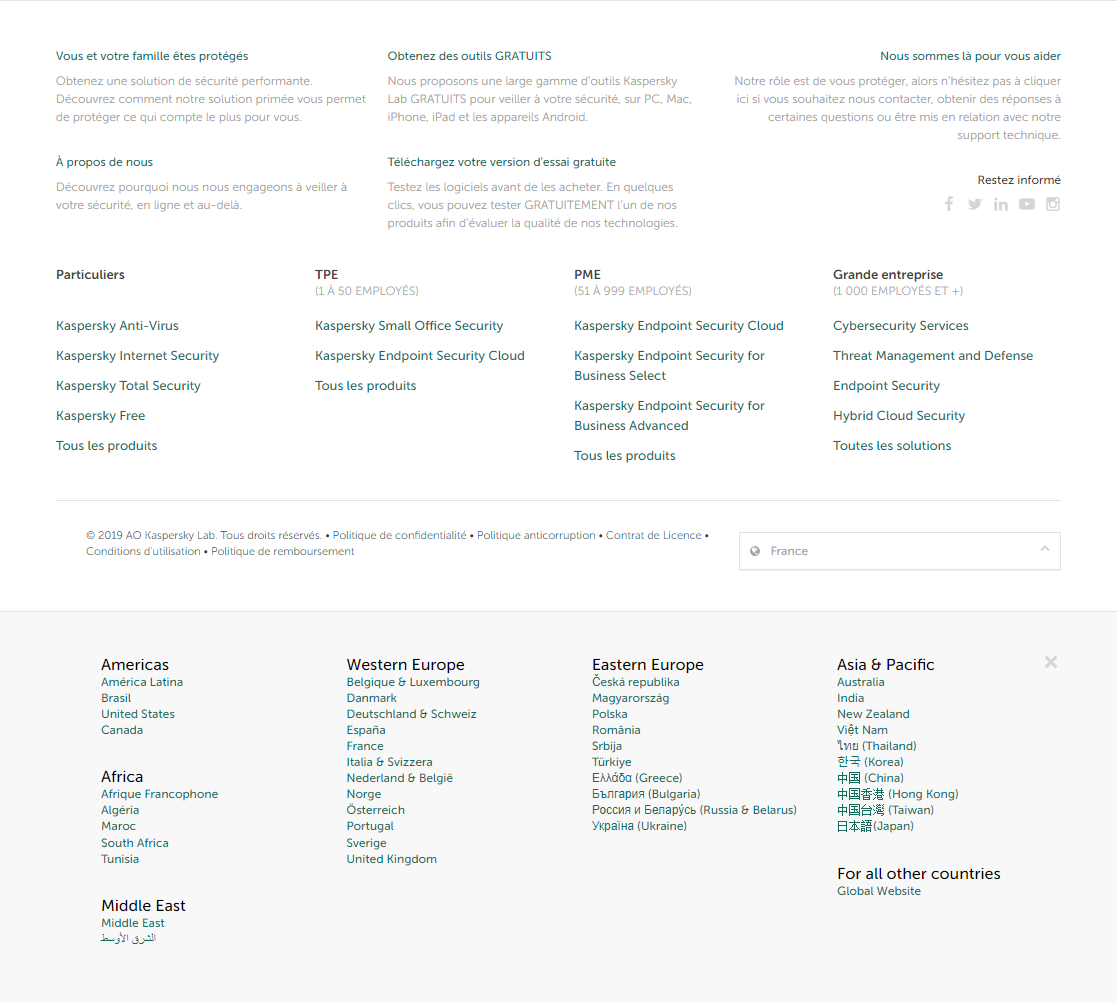 Vous et votre famille êtes protégés
Obtenez une solution de sécurité performante.
Découvrez comment notre solution primée vous permet
de protéger ce qui compte le plus pour vous.
À propos de nous
Découvrez pourquoi nous nous engageons à veiller à
votre sécurité, en ligne et au-delà.
Obtenez des outils GRATUITS
Nous proposons une large gamme d'outils Kaspersky
Lab GRATUITS pour veiller à votre sécurité, sur PC, Mac,
iPhone, iPad et les appareils Android.
Téléchargez votre version d'essai gratuite
Testez les logiciels avant de les acheter. En quelques
clics, vous pouvez tester GRATUITEMENT l'un de nos
produits afin d'évaluer la qualité de nos technologies.
Nous sommes là pour vous aider
Notre rôle est de vous protéger, alors n'hésitez pas à cliquer
ici si vous souhaitez nous contacter, obtenir des réponses à
certaines questions ou être mis en relation avec notre
support technique.
Restez informé
Particuliers
Kaspersky Anti-Virus
Kaspersky Internet Security
Kaspersky Total Security
Kaspersky Free
Tous les produits
TPE
(1 À 50 EMPLOYÉS)
Kaspersky Small Office Security
Kaspersky Endpoint Security Cloud
Tous les produits
PME
(51 À 999 EMPLOYÉS)
Kaspersky Endpoint Security Cloud
Kaspersky Endpoint Security for
Business Select
Kaspersky Endpoint Security for
Business Advanced
Tous les produits
Grande entreprise
(1 000 EMPLOYÉS ET +)
Cybersecurity Services
Threat Management and Defense
Endpoint Security
Hybrid Cloud Security
Toutes les solutions
© 2019 AO Kaspersky Lab. Tous droits réservés. • Politique de confidentialité • Politique anticorruption • Contrat de Licence •
Conditions d'utilisation • Politique de remboursement
France
Americas
América Latina
Brasil
United States
Canada
Africa
Afrique Francophone
Algéria
Maroc
South Africa
Tunisia
Middle East
Middle East
الشرق الأوسط
Western Europe
Belgique & Luxembourg
Danmark
Deutschland & Schweiz
España
France
Italia & Svizzera
Nederland & België
Norge
Österreich
Portugal
Sverige
United Kingdom
Eastern Europe
Česká republika
Magyarország
Polska
România
Srbija
Türkiye
Ελλάδα (Greece)
България (Bulgaria)
Россия и Белару́сь (Russia & Belarus)
Україна (Ukraine)
Asia & Pacific
Australia
India
New Zealand
Việt Nam
ไทย (Thailand)
한국 (Korea)
中国 (China)
中国香港 (Hong Kong)
中国台灣 (Taiwan)
日本語(Japan)
For all other countries
Global Website